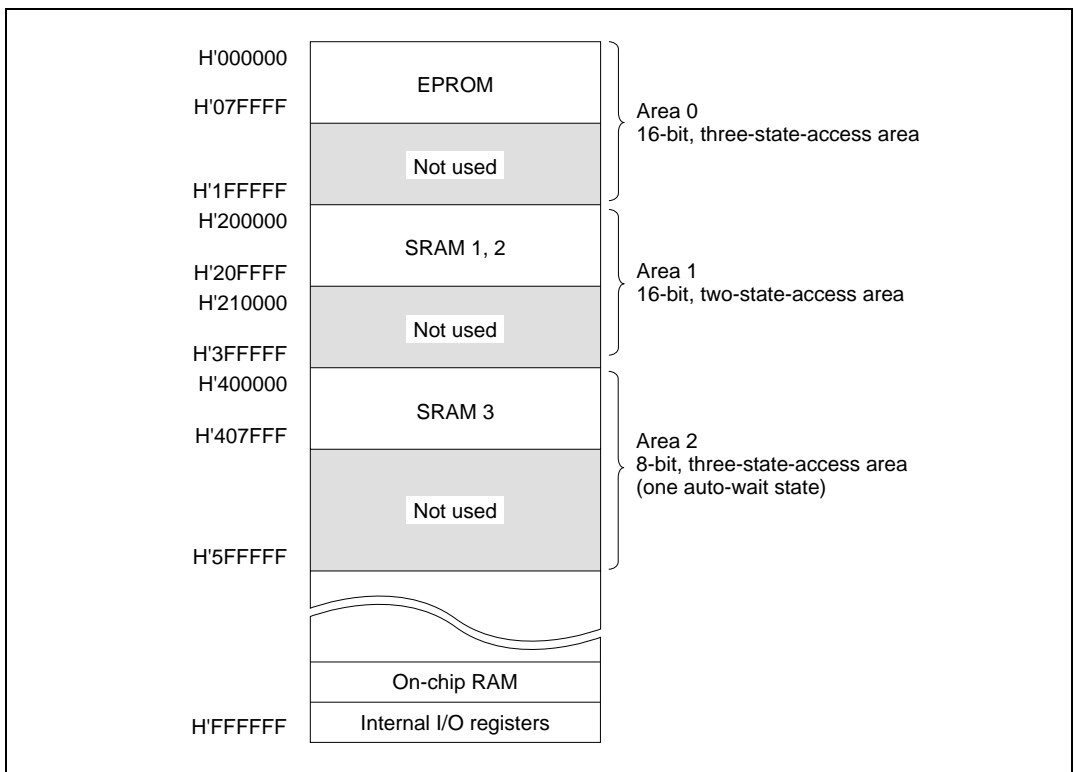 H'000000
EPROM
H'07FFFF
Area 0
16-bit, three-state-access area
Not used
H'1FFFFF
H'200000
SRAM 1, 2
H'20FFFF
Area 1
16-bit, two-state-access area
H'210000
Not used
H'3FFFFF
H'400000
SRAM 3
H'407FFF
Area 2
8-bit, three-state-access area
(one auto-wait state)
Not used
H'5FFFFF
On-chip RAM
H'FFFFFF
Internal I/O registers